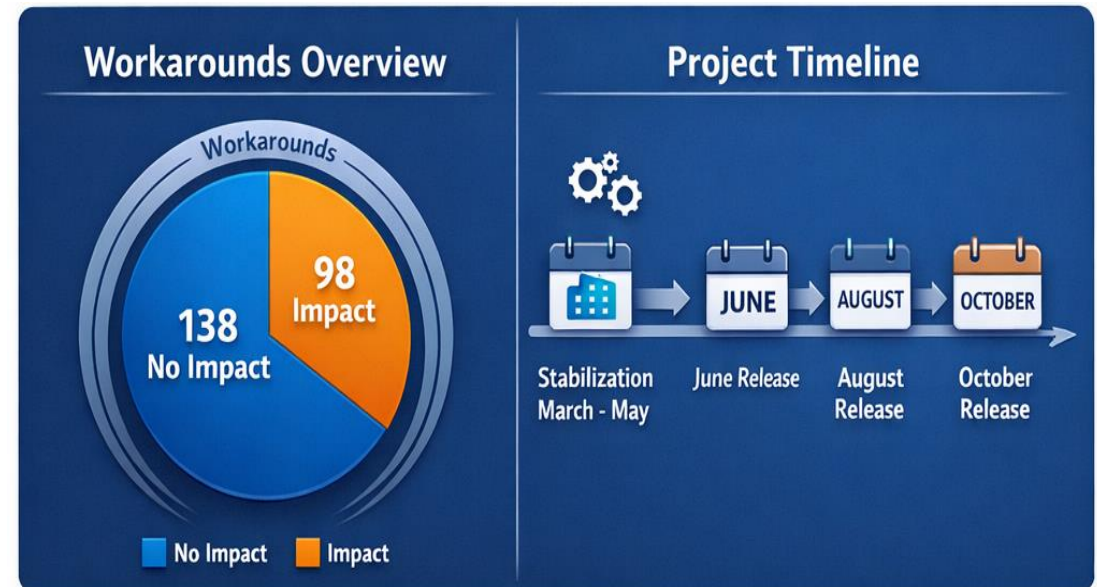 Workarounds Overview
Workarounds
98
Impact
138
No Impact
No Impact
Impact
Project Timeline
JUNE
AUGUST
OCTOBER
Stabilization
March - May
June Release
August
Release
October
Release